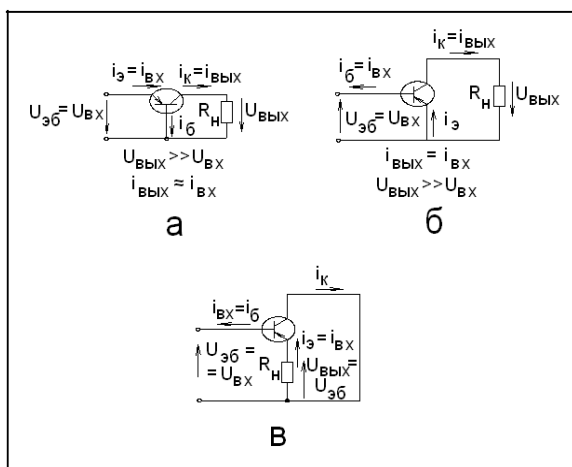 iэ=iвх iк=iвых
Uэб=Uвх iб Rн Uвых
Uвых>>Uвх
iвых≈iвх
а
iк=iвых
iб=iвх
Uэб=Uвх iэ Rн Uвых
iвых=iвх
Uвых>>Uвх
б
iк
iвх=iб
iэ=iвх
Uэб= Rн Uвых=
=Uвх Uэб
в